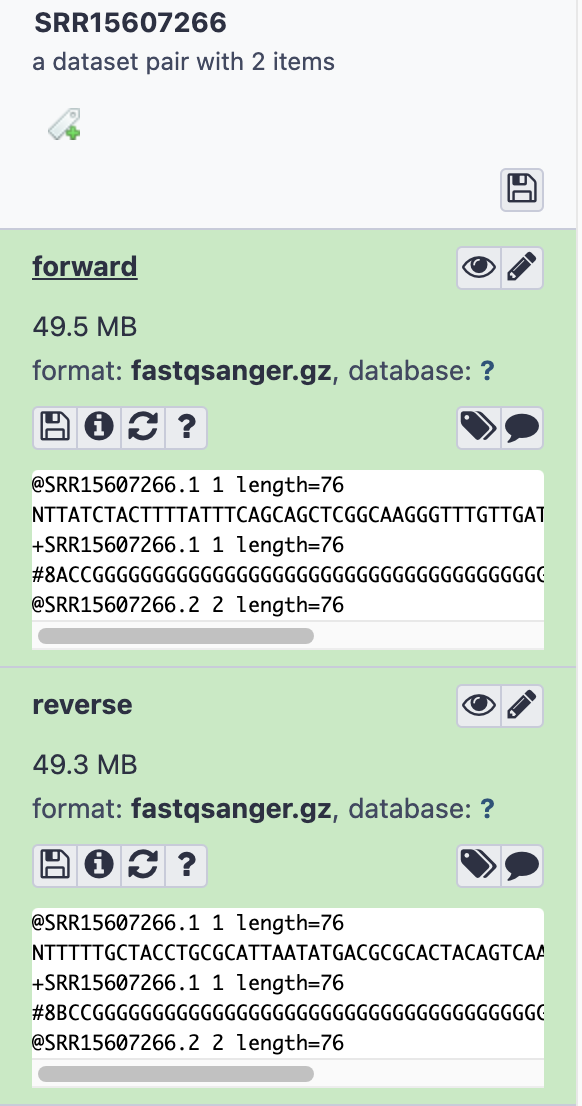 SRR15607266
a dataset pair with 2 items
forward
49.5 MB
format: fastqsanger.gz, database: ?
?
@SRR15607266.1 1 length=76
NTTATCTACTTTTATTTCAGCAGCTCGGCAAGGGTTTGTTGAT
+SRR15607266.1 1 length=76
#8ACCGGGGGGGGGGGGGGGGGGGGGGGGGGGGGGGGGGGGGG
@SRR15607266.2 2 length=76
reverse
49.3 MB
format: fastqsanger.gz, database: ?
?
@SRR15607266.1 1 length=76
NTTTTTGCTACCTGCGCATTAATATGACGCGCACTACAGTCAA
+SRR15607266.1 1 length=76
#8BCCGGGGGGGGGGGGGGGGGGGGGGGGGGGGGGGGGGGGGG
@SRR15607266.2 2 length=76